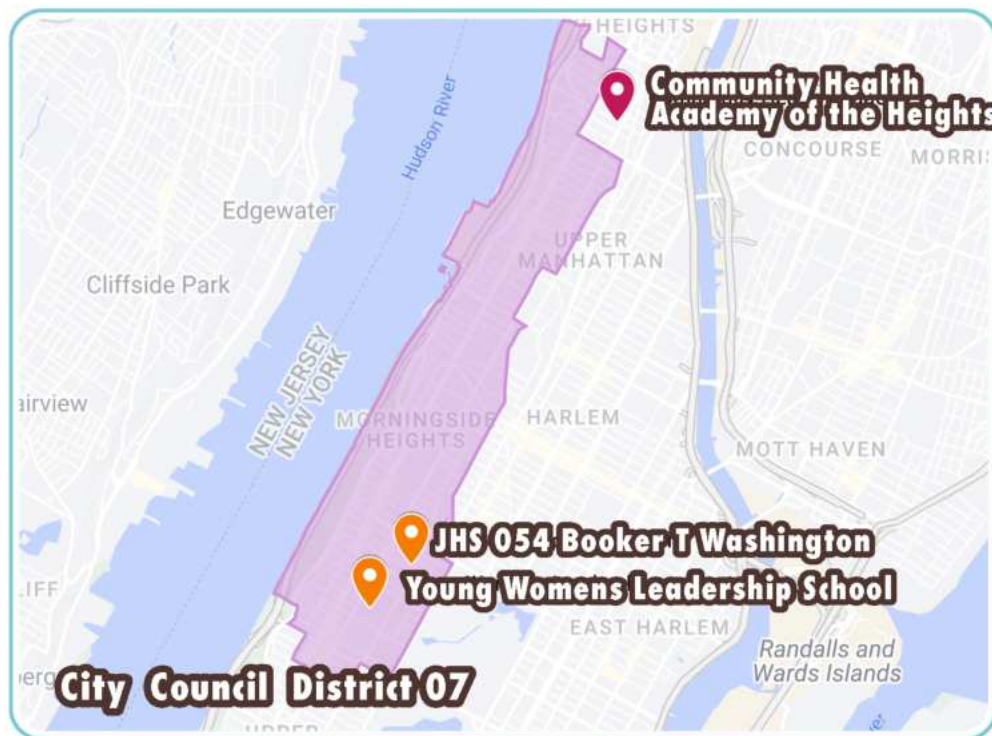 HEIGHTS
Community Health
Academy of the Heights
CONCOURSE
MORRIS
Hudson River
Edgewater
UPPER
MANHATTAN
Cliffside Park
NEW JERSEY
NEW YORK
airview
MORNINGSIDE
HEIGHTS
HARLEM
MOTT HAVEN
JHS 054 Booker T Washington
Young Womens Leadership School
LIFF
EAST HARLEM
Randalls and
Wards Islands
berg
City Council District 07
UPPER